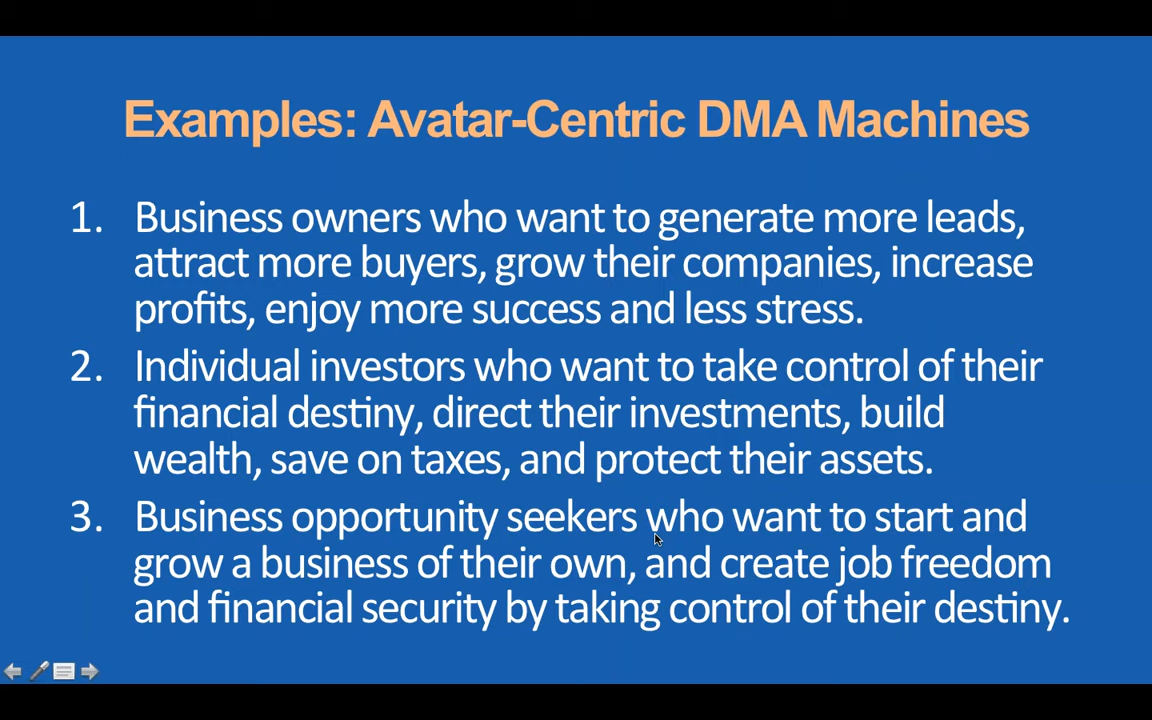 Examples: Avatar-Centric DMA Machines
1. Business owners who want to generate more leads,
attract more buyers, grow their companies, increase
profits, enjoy more success and less stress.
2. Individual investors who want to take control of their
financial destiny, direct their investments, build
wealth, save on taxes, and protect their assets.
3. Business opportunity seekers who want to start and
grow a business of their own, and create job freedom
and financial security by taking control of their destiny.